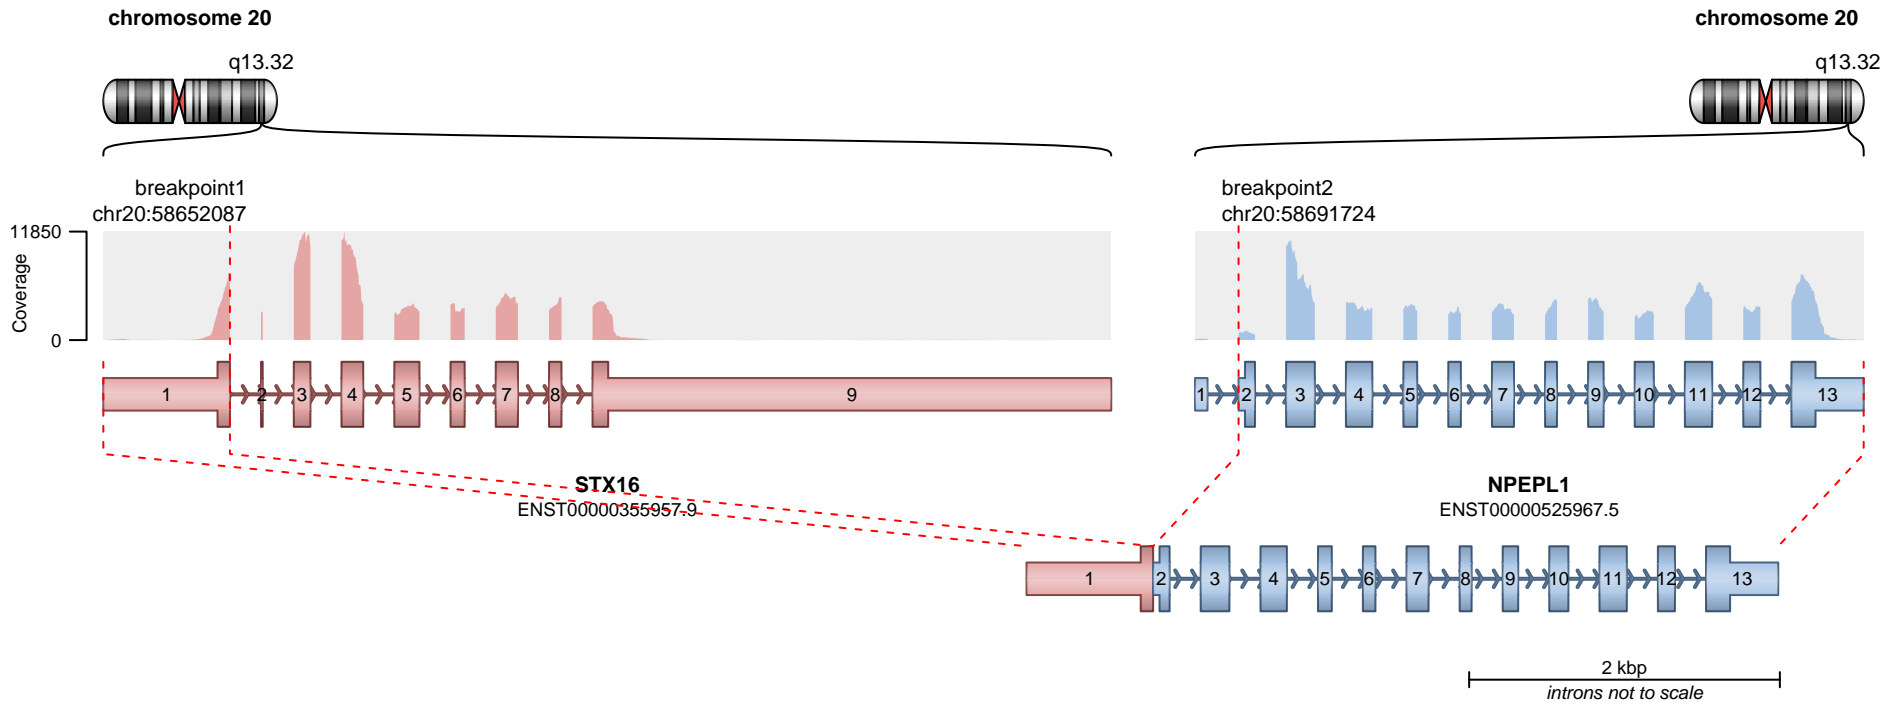 chromosome 20
chromosome 20
q13.32
q13.32
breakpoint1
chr20:58652087
breakpoint2
chr20:58691724
11850
Coverage
0
1 2 3 4 5 6 7 8 9
1 2 3 4 5 6 7 8 9 10 11 12 13
STX16
ENST00000355957.9
NPEPL1
ENST00000525967.5
1 2 3 4 5 6 7 8 9 10 11 12 13
2 kbp
introns not to scale